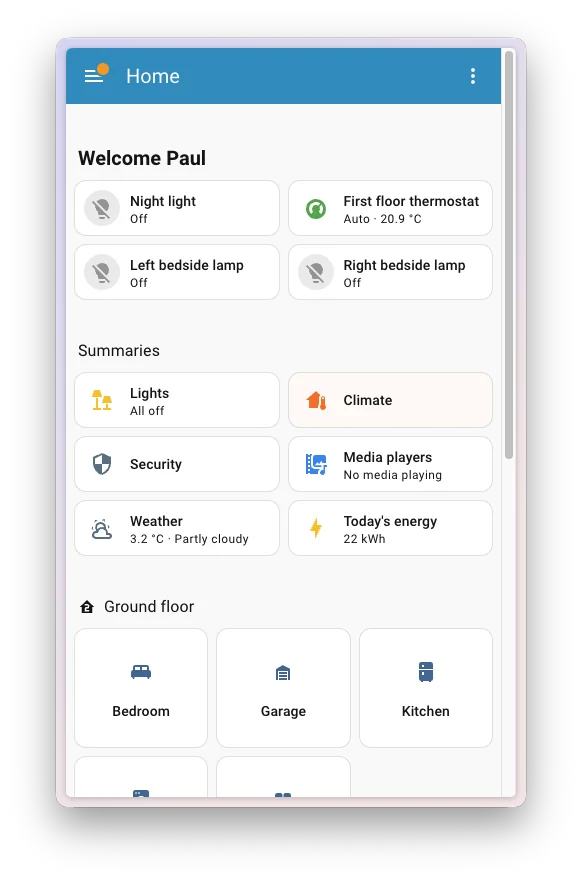 Home
Welcome Paul
Night light
Off
First floor thermostat
Auto · 20.9 °C
Left bedside lamp
Off
Right bedside lamp
Off
Summaries
Lights
All off
Climate
Security
Media players
No media playing
Weather
3.2 °C · Partly cloudy
Today's energy
22 kWh
Ground floor
Bedroom
Garage
Kitchen